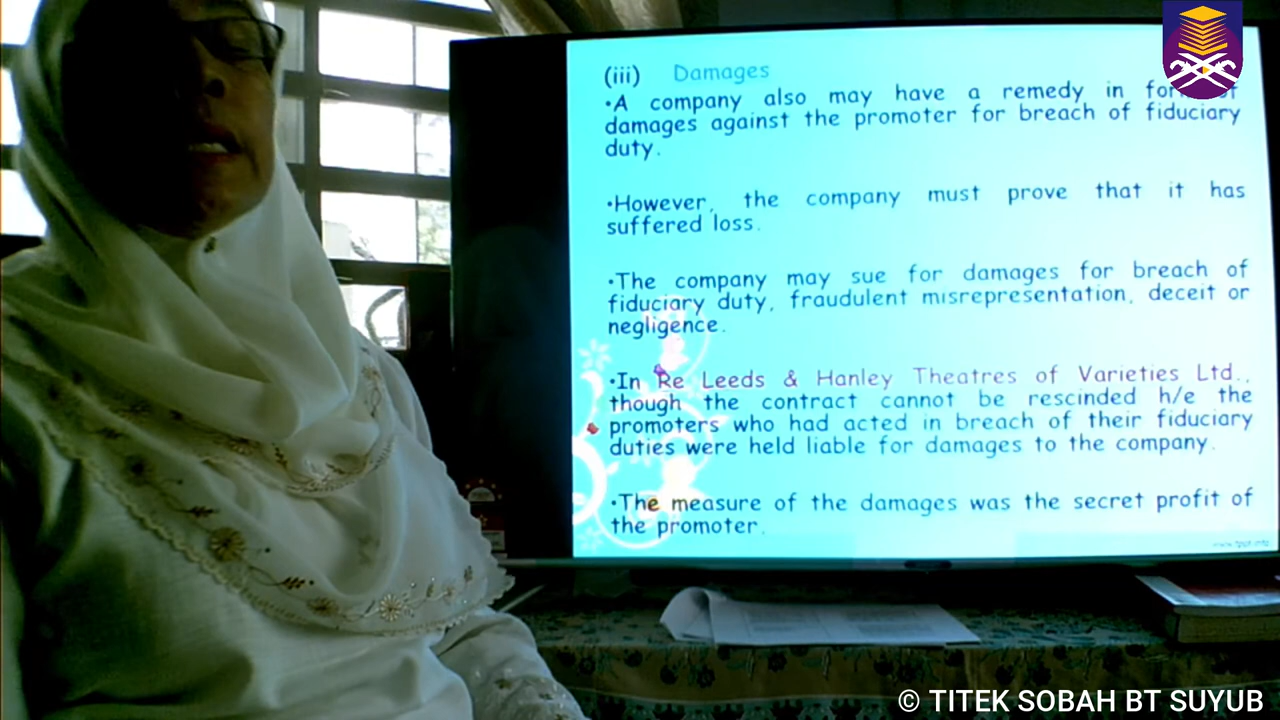 (iii) Damages
•A company also may have a remedy in form of
damages against the promoter for breach of fiduciary
duty.
•However, the company must prove that it has
suffered loss.
•The company may sue for damages for breach of
fiduciary duty, fraudulent misrepresentation, deceit or
negligence.
•In Re Leeds & Hanley Theatres of Varieties Ltd.,
though the contract cannot be rescinded h/e the
promoters who had acted in breach of their fiduciary
duties were held liable for damages to the company.
•The measure of the damages was the secret profit of
the promoter.
© TITEK SOBAH BT SUYUB